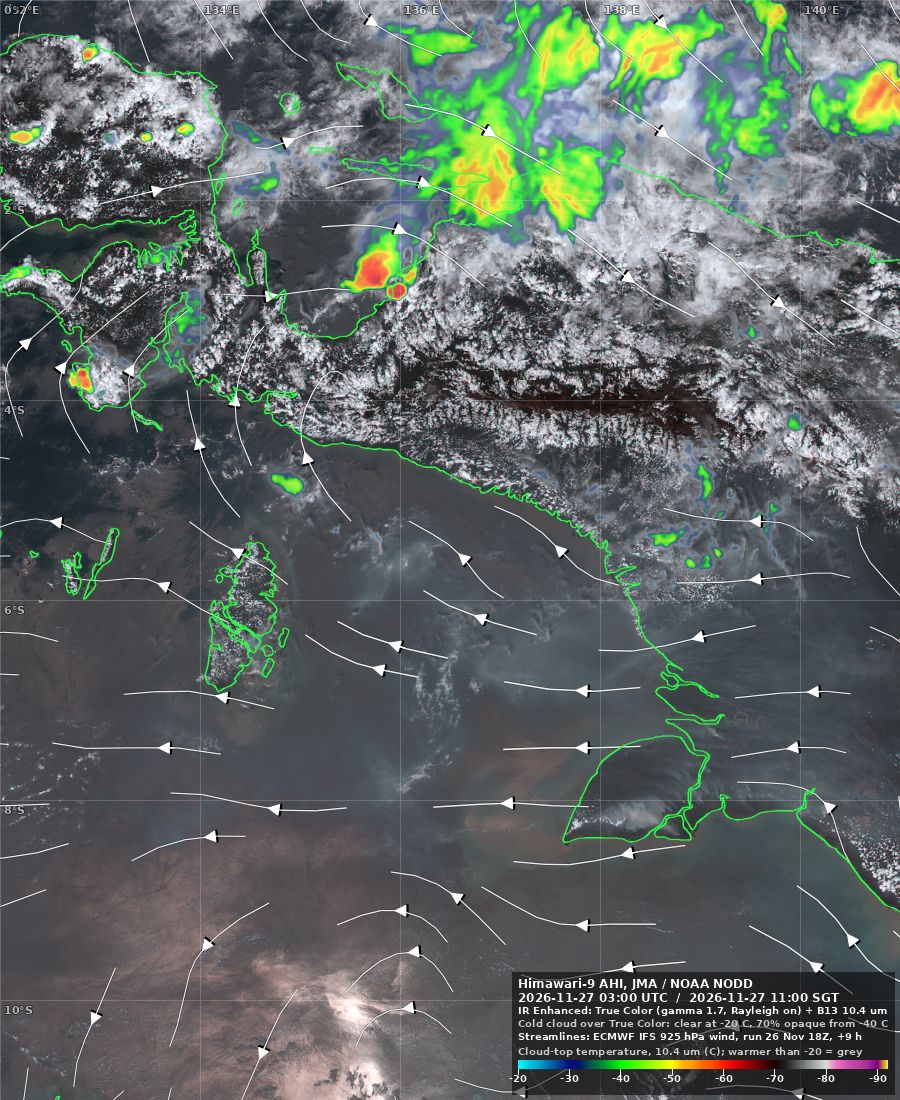 132°E 134°E 136°E 138°E 140°E
2°S
4°S
6°S
8°S
10°S
Himawari-9 AHI, JMA / NOAA NODD
2026-11-27 03:00 UTC / 2026-11-27 11:00 SGT
IR Enhanced: True Color (gamma 1.7, Rayleigh on) + B13 10.4 um
Cold cloud over True Color: clear at -20 C, 70% opaque from -40 C
Streamlines: ECMWF IFS 925 hPa wind, run 26 Nov 18Z, +9 h
Cloud-top temperature, 10.4 um (C); warmer than -20 = grey
-20 -30 -40 -50 -60 -70 -80 -90